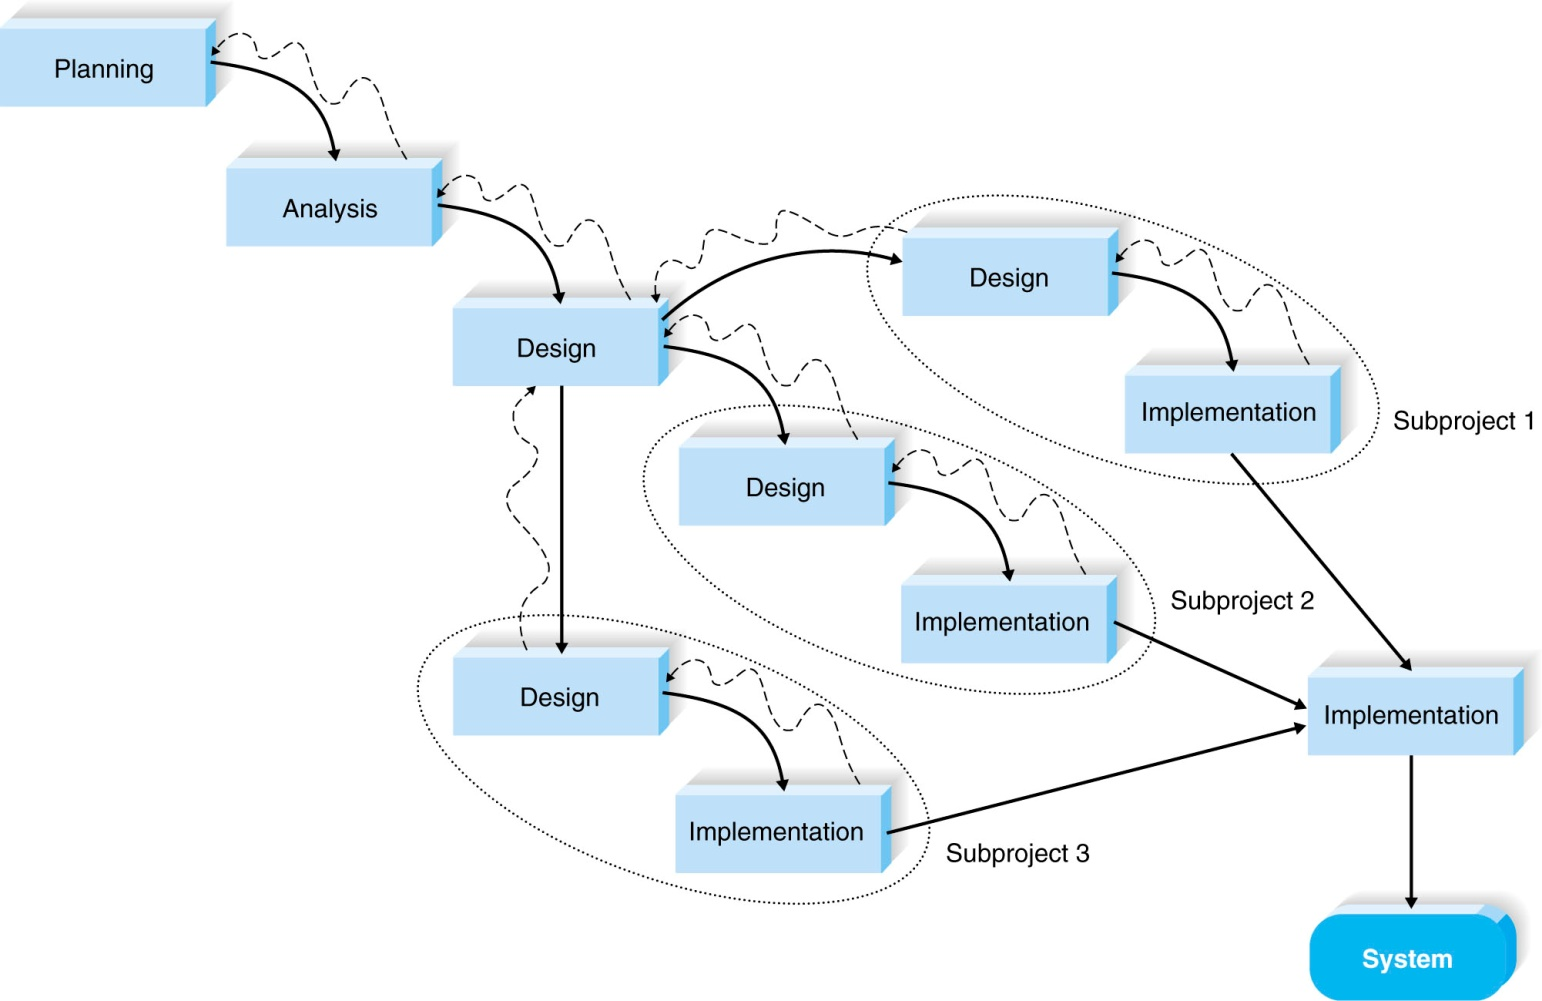 Planning
Analysis
Design
Design
Implementation
Subproject 1
Design
Implementation
Subproject 2
Design
Implementation
Subproject 3
Implementation
System